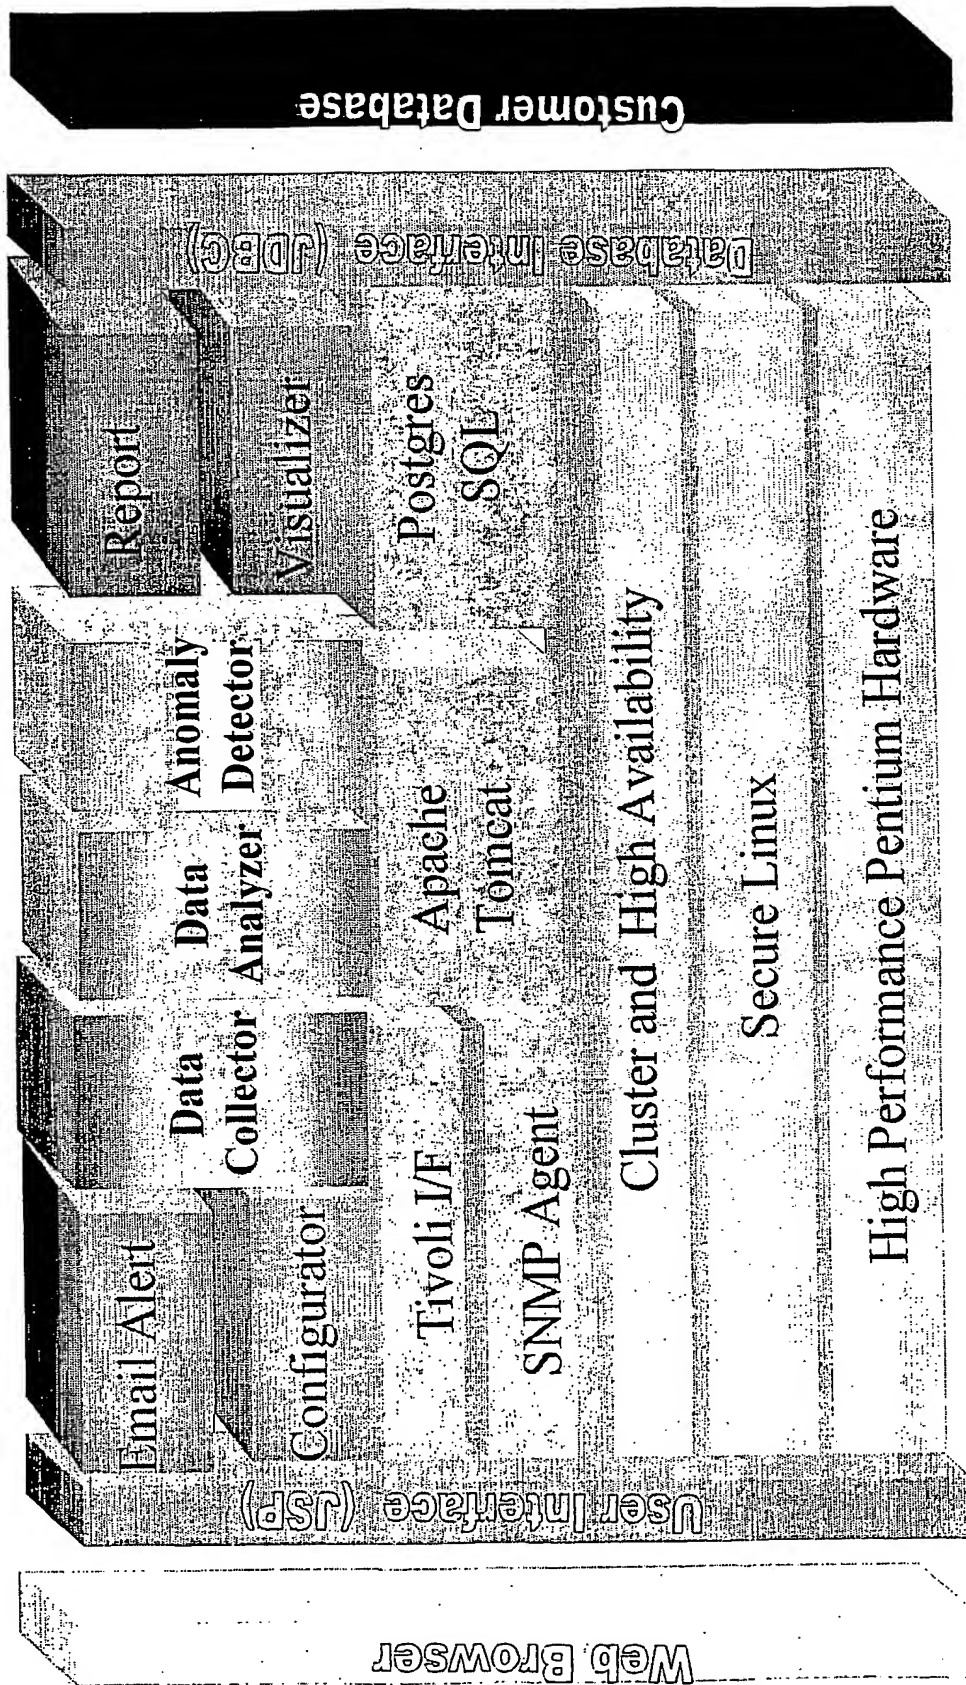 Web Browser
User Interface (JSP)
Email Alert
Configurator
Data
Collector
Data
Analyzer
Anomaly
Detector
Report
Visualizer
Tivoli I/F
SNMP Agent
Apache
Tomcat
Postgres
SQL
Cluster and High Availability
Secure Linux
High Performance Pentium Hardware
Database Interface (JDBC)
Customer Database